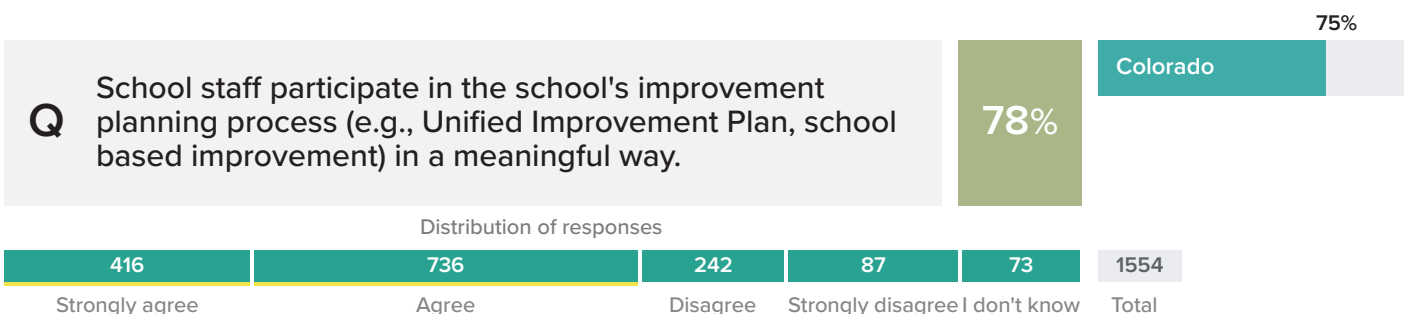 75%
Q
School staff participate in the school's improvement
planning process (e.g., Unified Improvement Plan, school
based improvement) in a meaningful way.
78%
Colorado
Distribution of responses
416 736 242 87 73 1554
Strongly agree Agree Disagree Strongly disagree I don't know Total